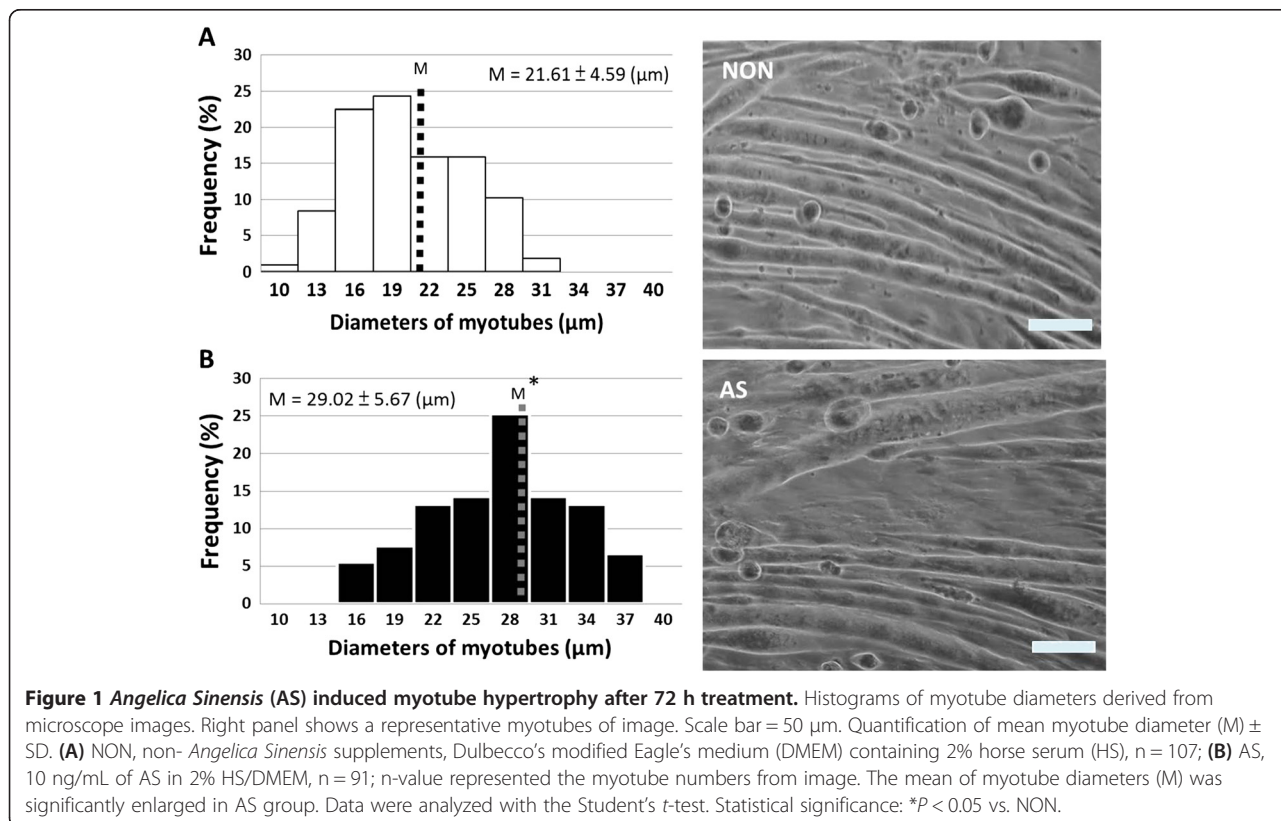 A
30
25
20
15
10
5
0
Frequency (%)
M
M = 21.61 ± 4.59 (µm)
10 13 16 19 22 25 28 31 34 37 40
Diameters of myotubes (µm)
NON
B
30
25
20
15
10
5
0
Frequency (%)
M = 29.02 ± 5.67 (µm)
M *
10 13 16 19 22 25 28 31 34 37 40
Diameters of myotubes (µm)
AS
Figure 1 Angelica Sinensis (AS) induced myotube hypertrophy after 72 h treatment. Histograms of myotube diameters derived from
microscope images. Right panel shows a representative myotubes of image. Scale bar = 50 µm. Quantification of mean myotube diameter (M) ±
SD. (A) NON, non- Angelica Sinensis supplements, Dulbecco's modified Eagle's medium (DMEM) containing 2% horse serum (HS), n = 107; (B) AS,
10 ng/mL of AS in 2% HS/DMEM, n = 91; n-value represented the myotube numbers from image. The mean of myotube diameters (M) was
significantly enlarged in AS group. Data were analyzed with the Student's t-test. Statistical significance: *P < 0.05 vs. NON.